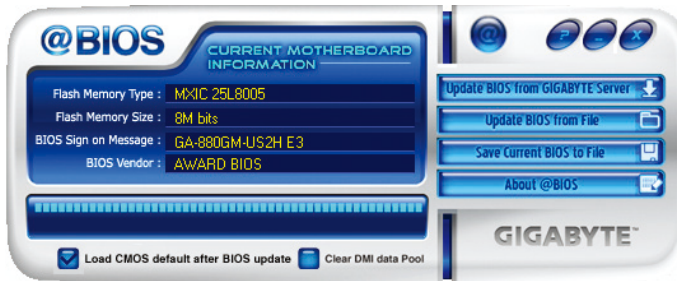 @BIOS
CURRENT MOTHERBOARD
INFORMATION
Flash Memory Type : MXIC 25L8005
Flash Memory Size : 8M bits
BIOS Sign on Message : GA-880GM-US2H E3
BIOS Vendor : AWARD BIOS
Load CMOS default after BIOS update
Clear DMI data Pool
@ ? _ X
Update BIOS from GIGABYTE Server
Update BIOS from File
Save Current BIOS to File
About @BIOS
GIGABYTE™